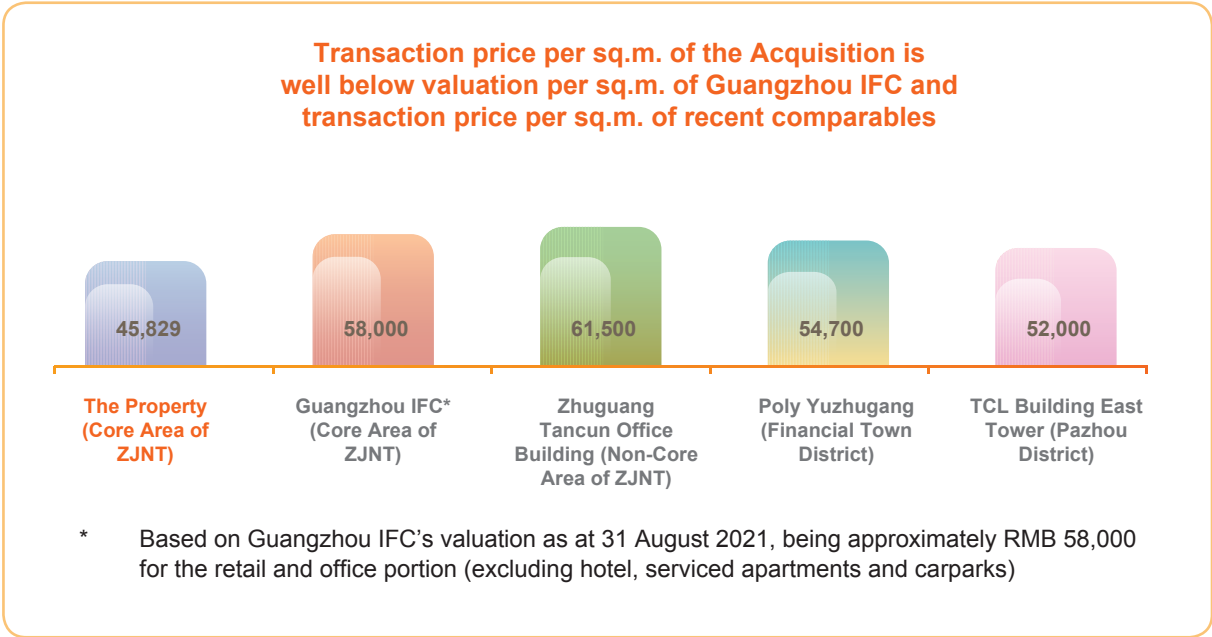 Transaction price per sq.m. of the Acquisition is
well below valuation per sq.m. of Guangzhou IFC and
transaction price per sq.m. of recent comparables
45,829
58,000
61,500
54,700
52,000
The Property
(Core Area of
ZJNT)
Guangzhou IFC*
(Core Area of
ZJNT)
Zhuguang
Tancun Office
Building (Non-Core
Area of ZJNT)
Poly Yuzhugang
(Financial Town
District)
TCL Building East
Tower (Pazhou
District)
* Based on Guangzhou IFC's valuation as at 31 August 2021, being approximately RMB 58,000
for the retail and office portion (excluding hotel, serviced apartments and carparks)